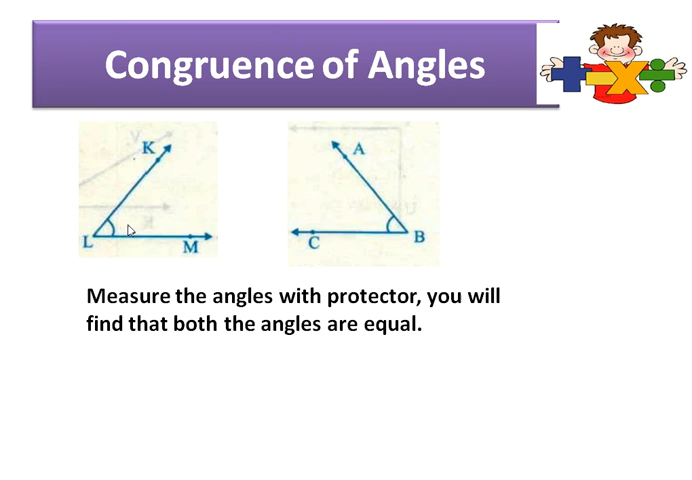 Congruence of Angles
K
L
M
A
C
B
Measure the angles with protector, you will
find that both the angles are equal.